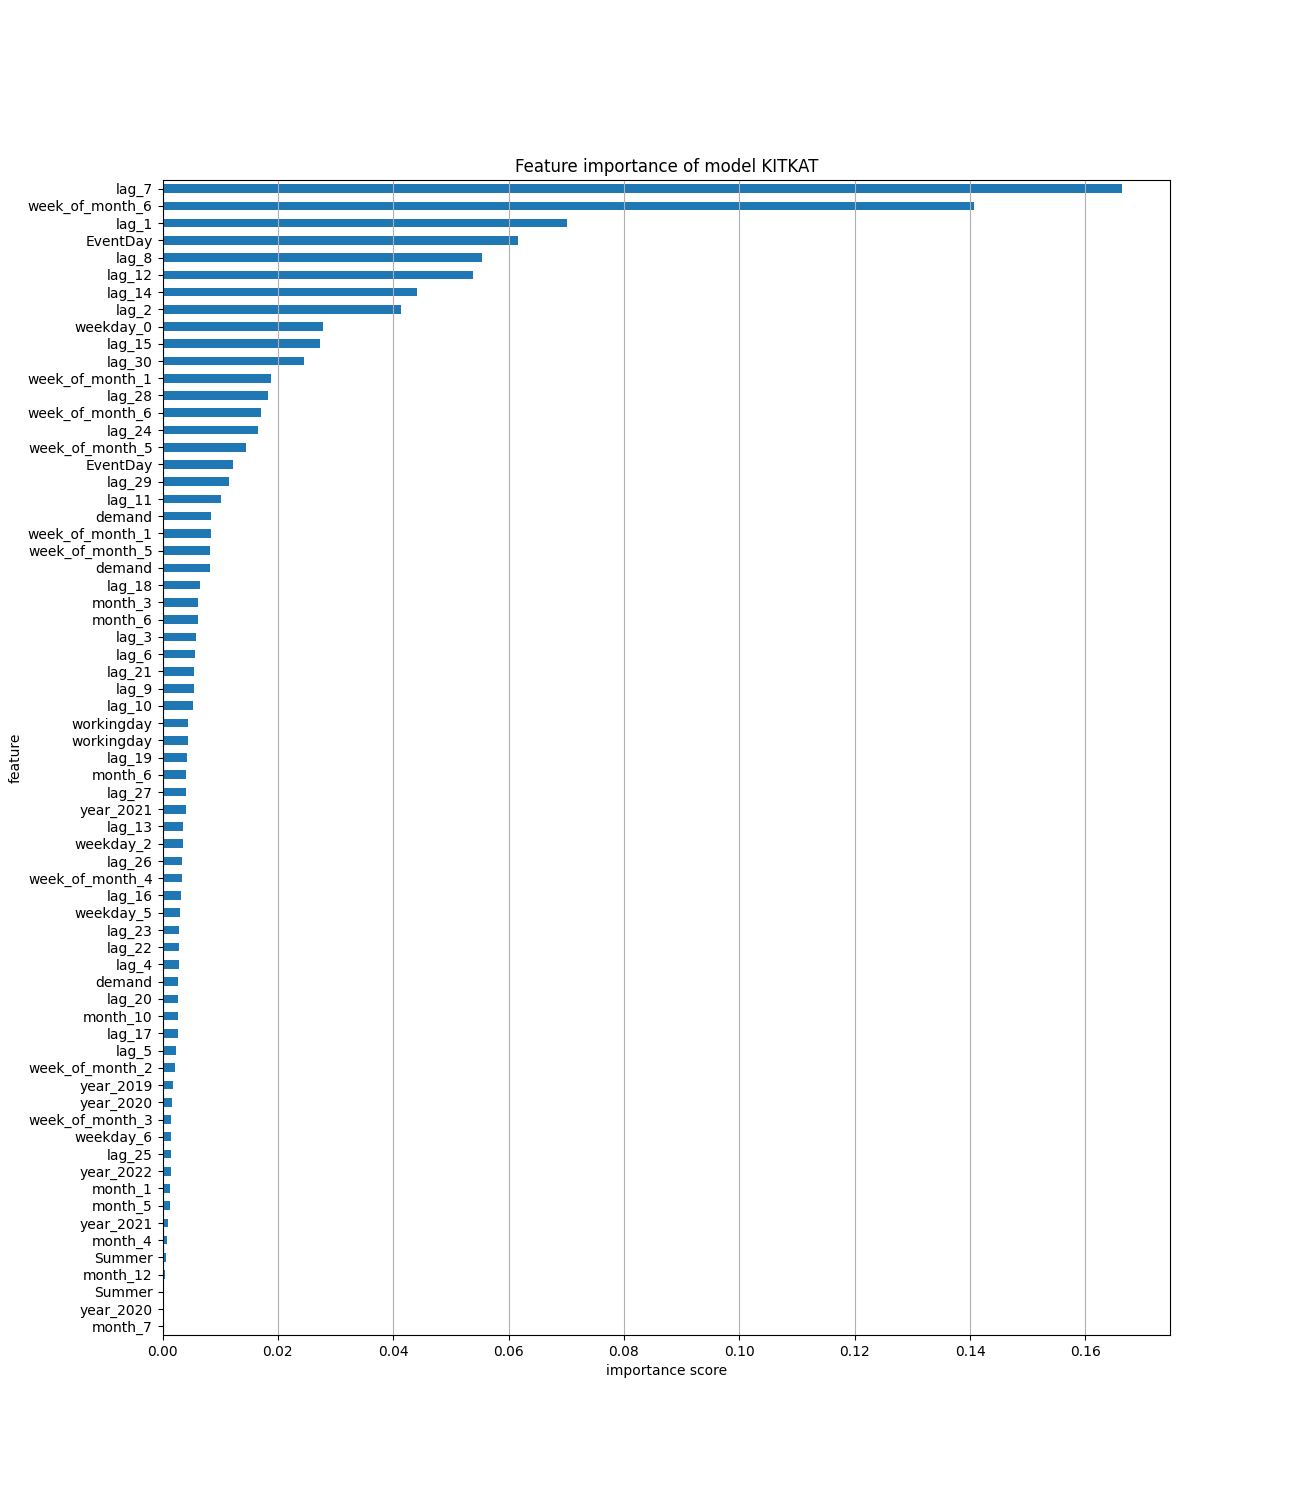 Feature importance of model KITKAT
lag_7
week_of_month_6
lag_1
EventDay
lag_8
lag_12
lag_14
lag_2
weekday_0
lag_15
lag_30
week_of_month_1
lag_28
week_of_month_6
lag_24
week_of_month_5
EventDay
lag_29
lag_11
demand
week_of_month_1
week_of_month_5
demand
lag_18
month_3
month_6
lag_3
lag_6
lag_21
lag_9
lag_10
workingday
workingday
lag_19
month_6
lag_27
year_2021
lag_13
weekday_2
lag_26
week_of_month_4
lag_16
weekday_5
lag_23
lag_22
lag_4
demand
lag_20
month_10
lag_17
lag_5
week_of_month_2
year_2019
year_2020
week_of_month_3
weekday_6
lag_25
year_2022
month_1
month_5
year_2021
month_4
Summer
month_12
Summer
year_2020
month_7
feature
0.00 0.02 0.04 0.06 0.08 0.10 0.12 0.14 0.16
importance score